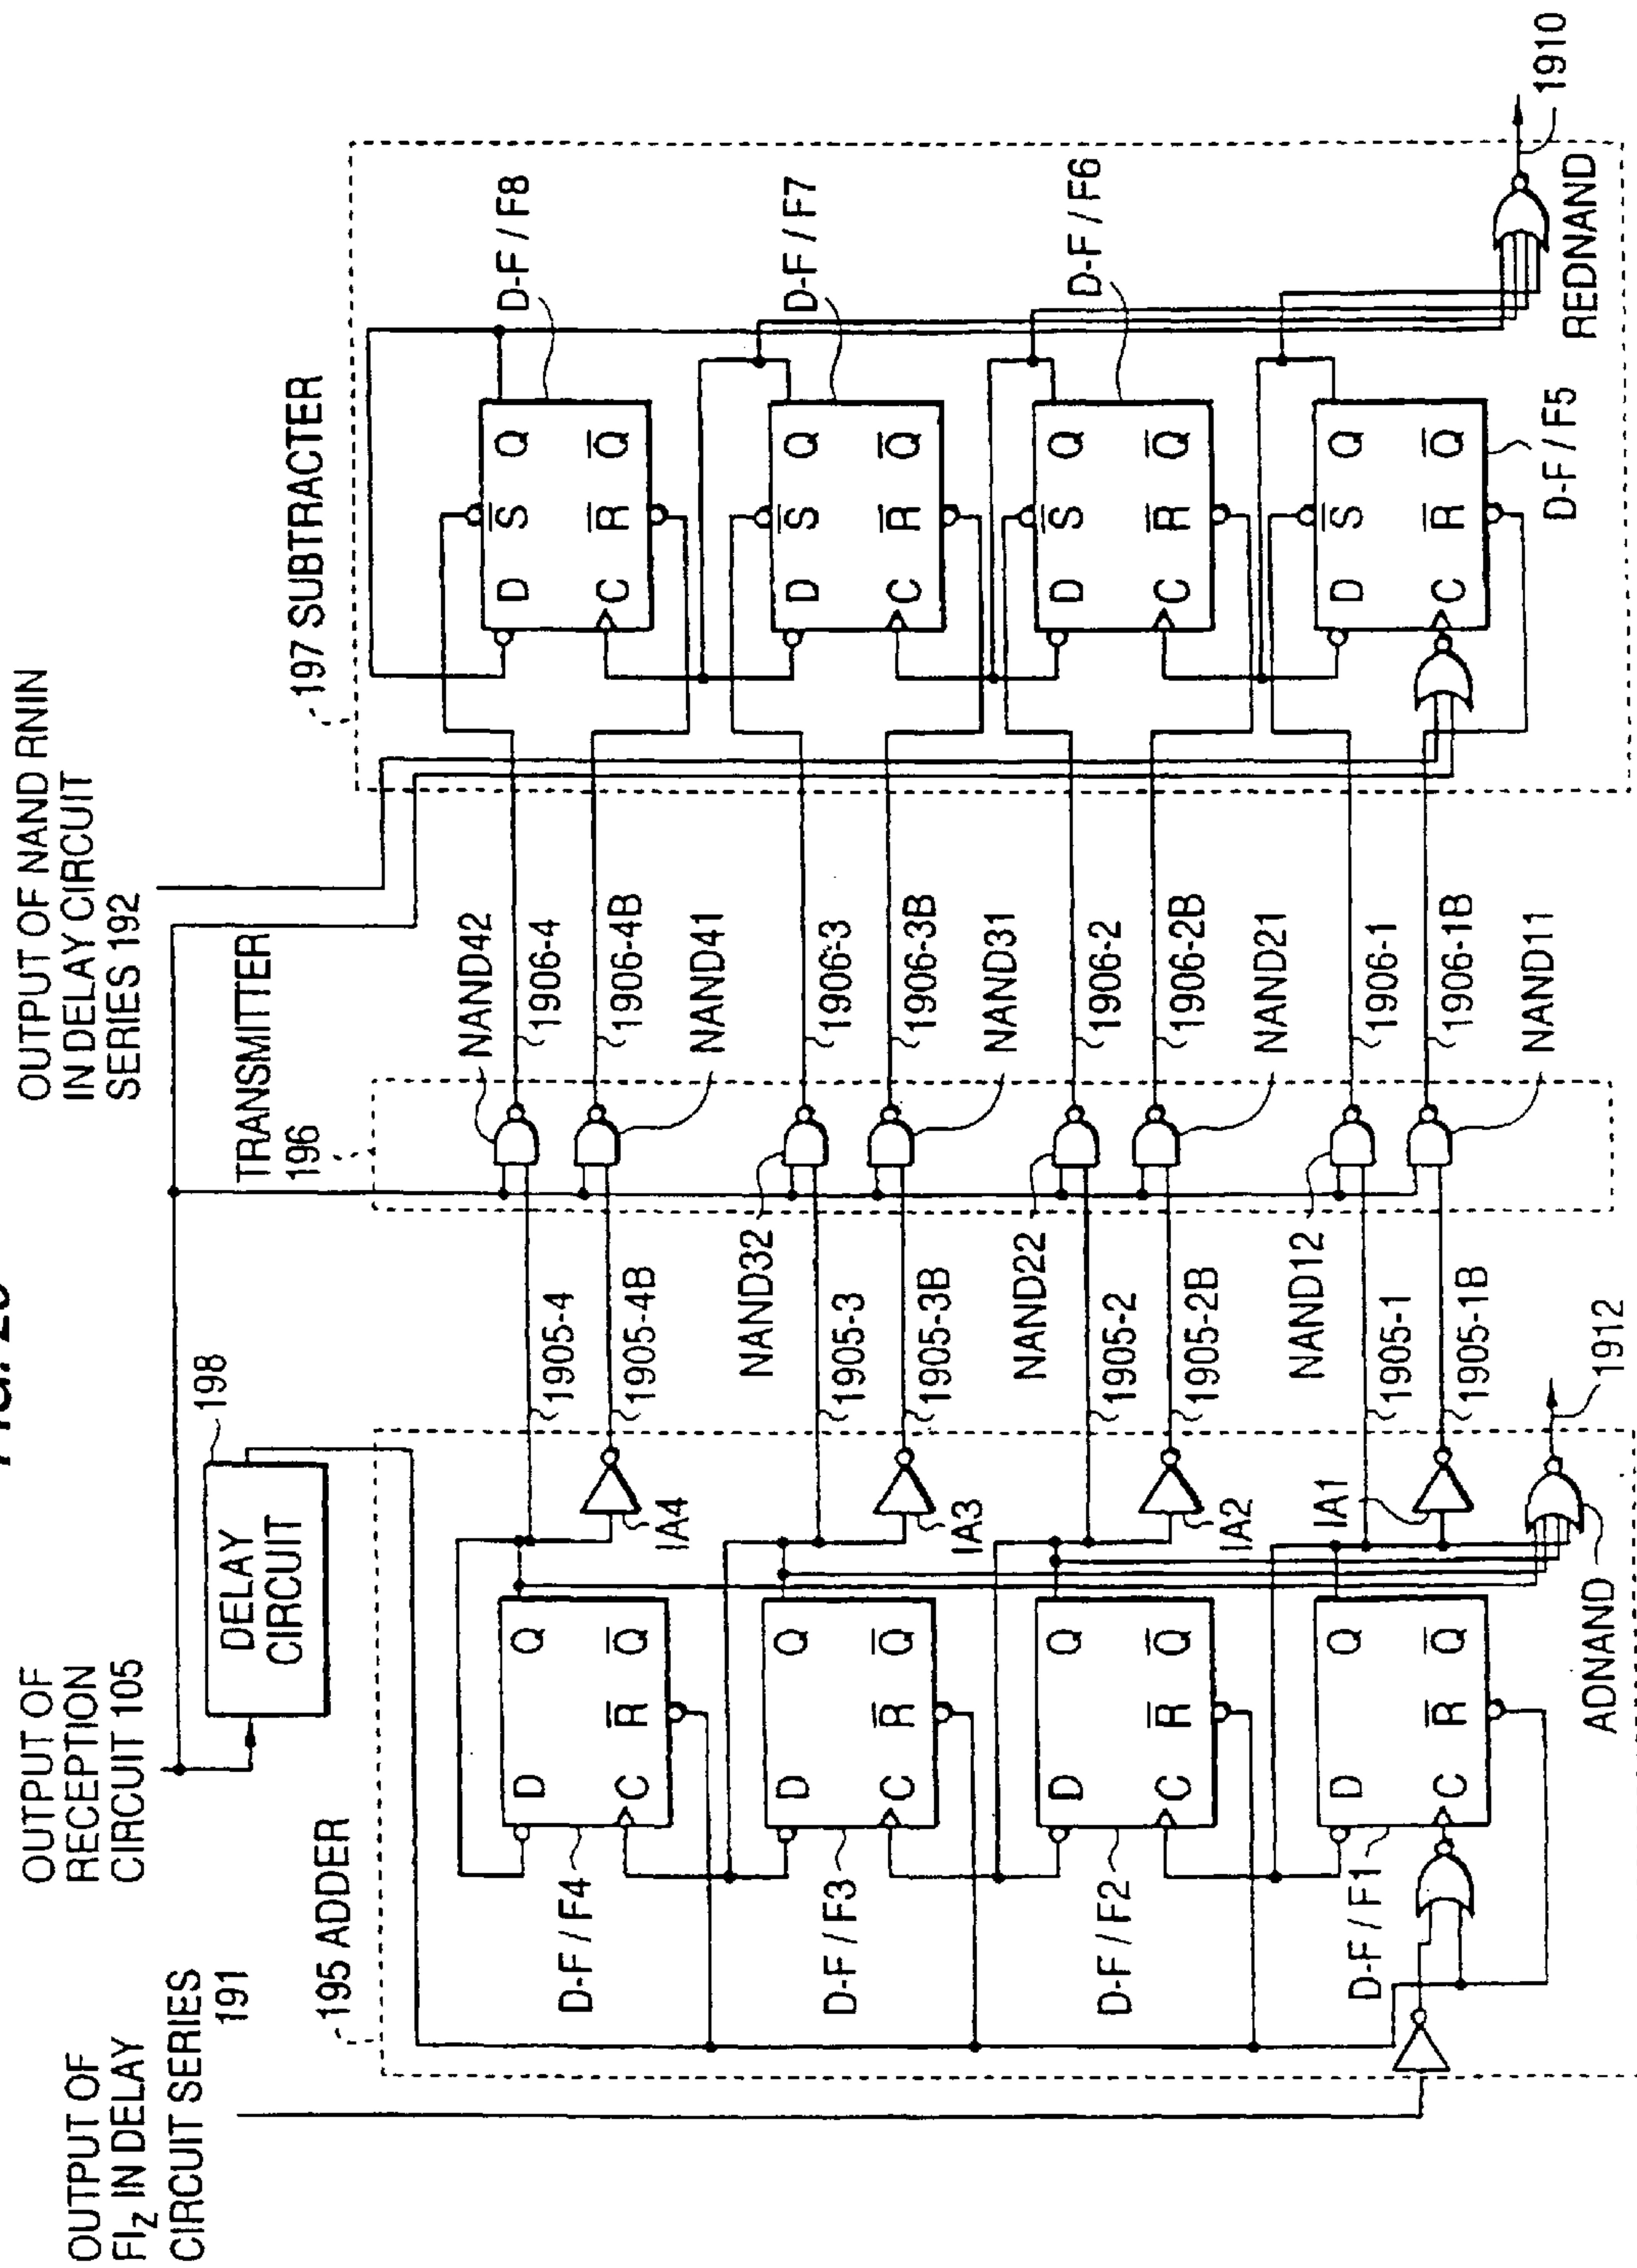 OUTPUT OF
FIZ IN DELAY
CIRCUIT SERIES
191
OUTPUT OF
RECEPTION
CIRCUIT 105
OUTPUT OF NAND RNIN
IN DELAY CIRCUIT
SERIES 192
DELAY
CIRCUIT
198
195 ADDER
TRANSMITTER
196
197 SUBTRACTER
D Q
C R Q
D-F / F4
IA4
1905-4
1905-4B
NAND42
1906-4
1906-4B
NAND41
D S Q
C R Q
D-F / F8
D Q
C R Q
D-F / F3
IA3
NAND32
1905-3
1905-3B
1906-3
1906-3B
NAND31
D S Q
C R Q
D-F / F7
D Q
C R Q
D-F / F2
IA2
NAND22
1905-2
1905-2B
1906-2
1906-2B
NAND21
D S Q
C R Q
D-F / F6
D Q
C R Q
D-F / F1
IA1
NAND12
1905-1
1905-1B
1906-1
1906-1B
NAND11
D S Q
C R Q
D-F / F5
ADNAND
1912
REDNAND
1910